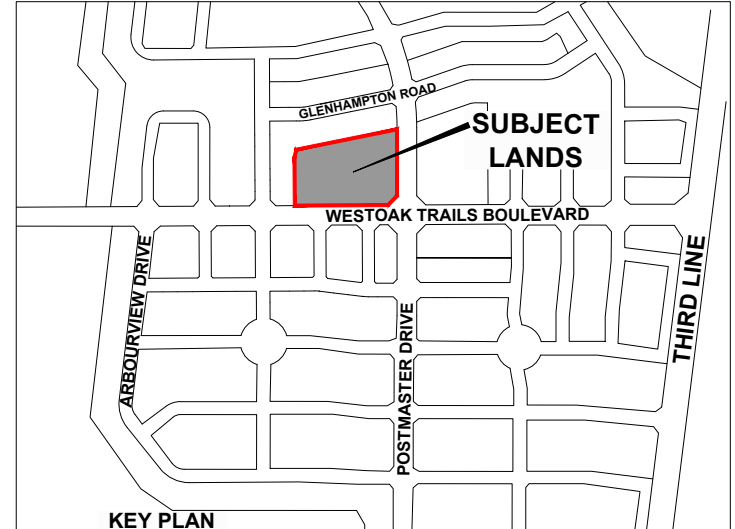 GLENHAMPTON ROAD
SUBJECT
LANDS
WESTOAK TRAILS BOULEVARD
ARBOURVIEW DRIVE
THIRD LINE
POSTMASTER DRIVE
KEY PLAN